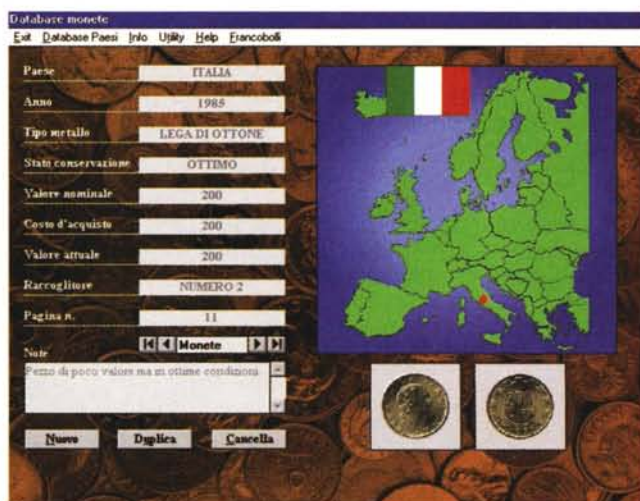 Database monete
Exit Database Paesi Info Utility Help Francobolli
Paese ITALIA
Anno 1985
Tipo metallo LEGA DI OTTONE
Stato conservazione OTTIMO
Valore nominale 200
Costo d'acquisto 200
Valore attuale 200
Raccoglitore NUMERO 2
Pagina n. 11
Monete
Note
Pezzo di poco valore ma in ottime condizioni
Nuovo Duplica Cancella